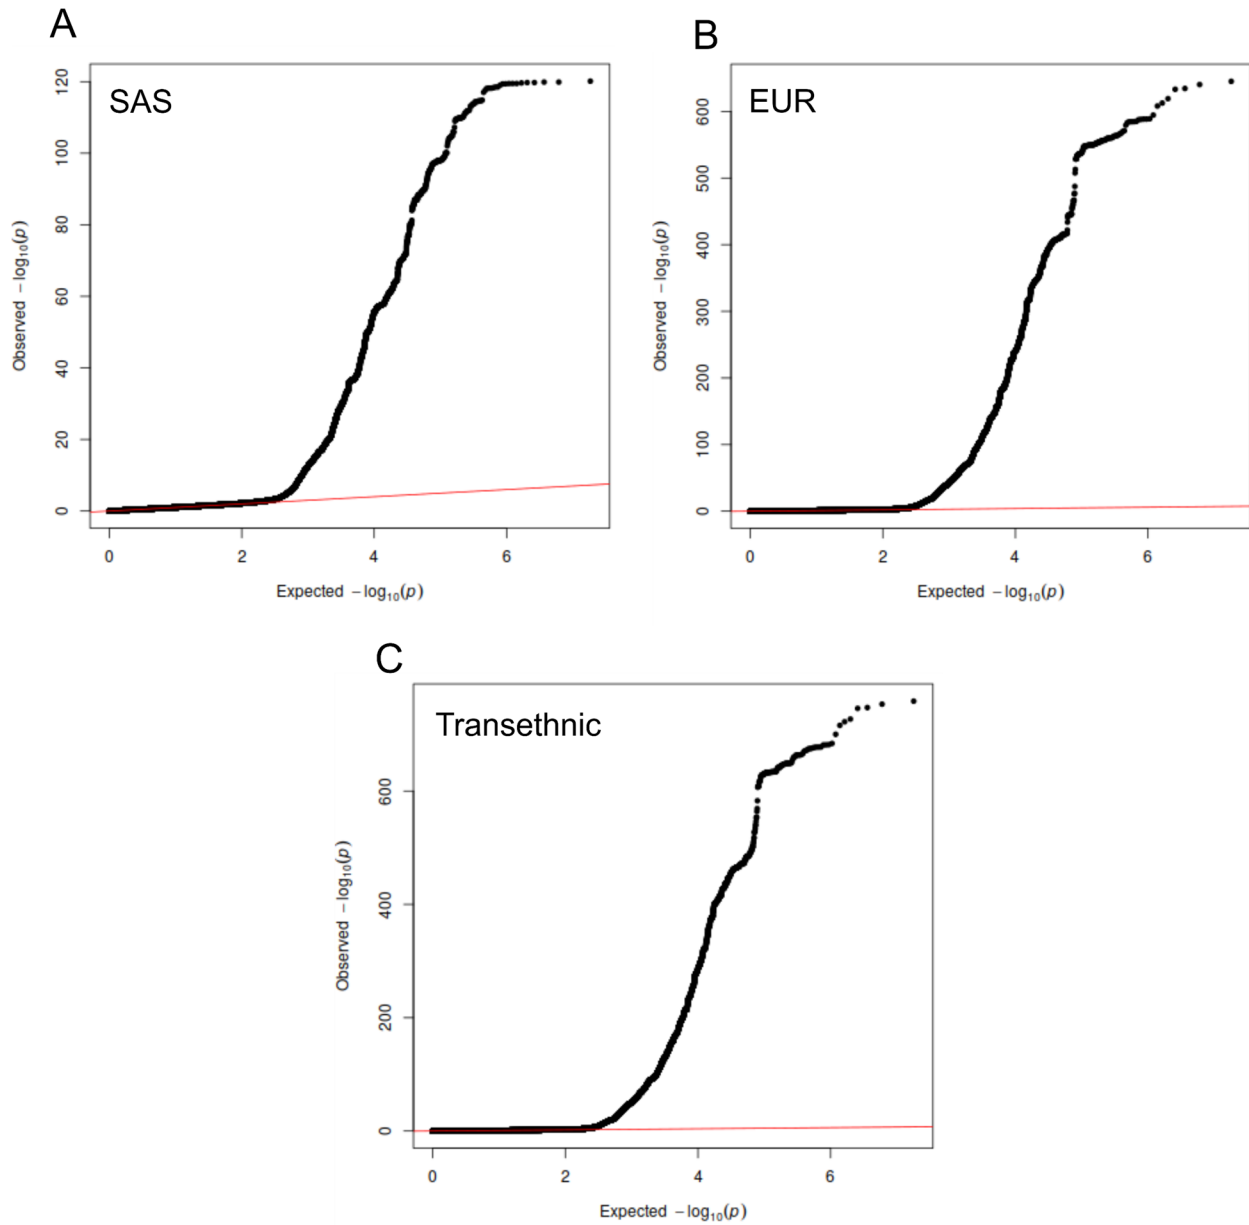 A
SAS
120
100
80
60
40
20
0
Observed −log10(p)
0 2 4 6
Expected −log10(p)
B
EUR
600
500
400
300
200
100
0
Observed −log10(p)
0 2 4 6
Expected −log10(p)
C
Transethnic
600
400
200
0
Observed −log10(p)
0 2 4 6
Expected −log10(p)